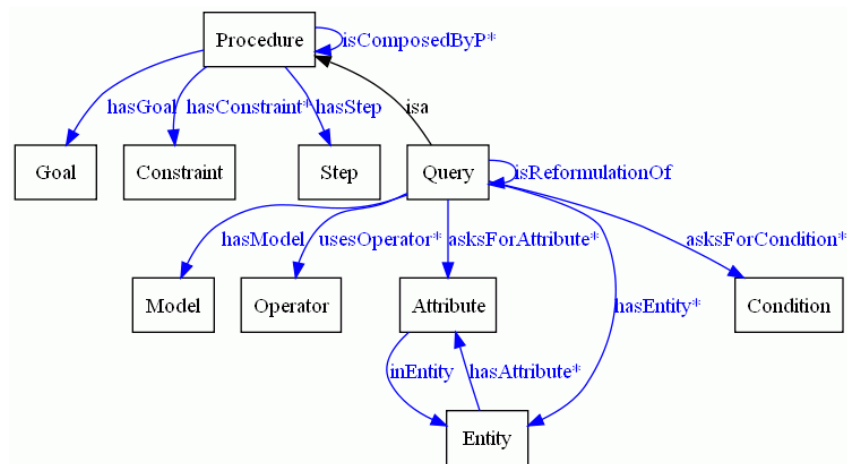 Procedure
isComposedByP*
hasGoal hasConstraint* hasStep isa
Goal Constraint Step Query
isReformulationOf
hasModel usesOperator* asksForAttribute* asksForCondition*
Model Operator Attribute hasEntity* Condition
inEntity hasAttribute*
Entity